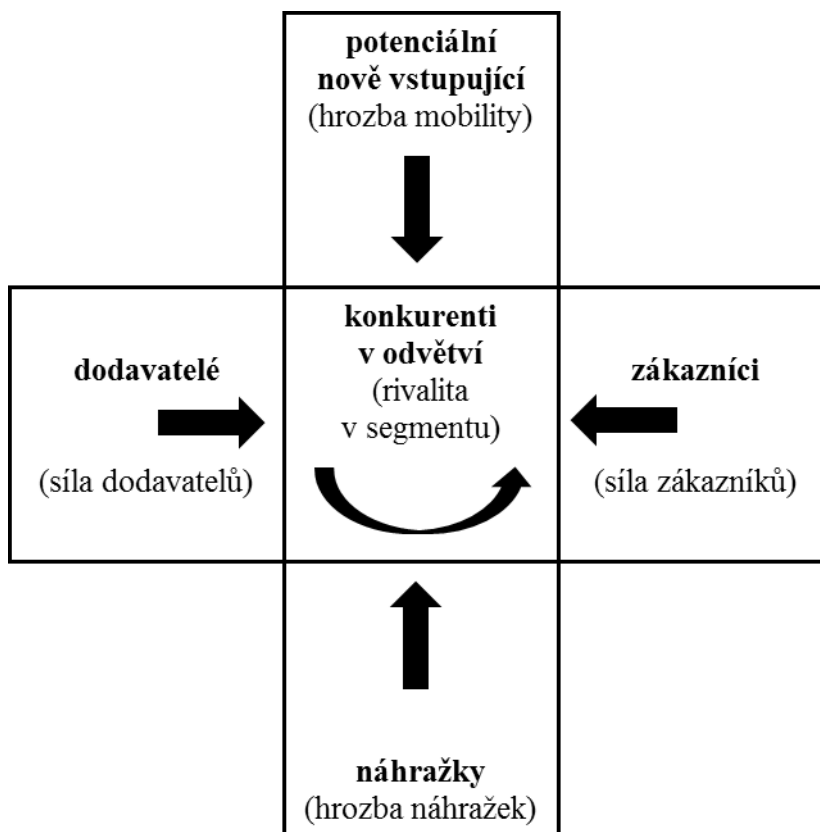 potenciální
nově vstupující
(hrozba mobility)
konkurenti
v odvětví
(rivalita
v segmentu)
dodavatelé
(síla dodavatelů)
zákazníci
(síla zákazníků)
náhražky
(hrozba náhražek)